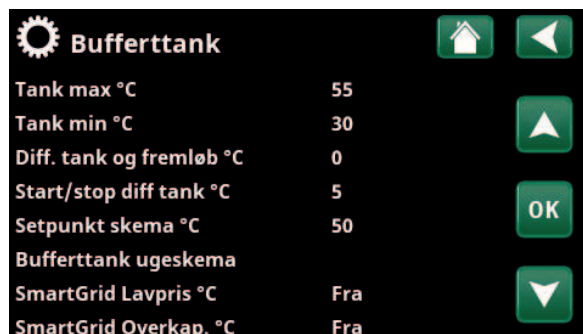 Bufferttank
Tank max °C 55
Tank min °C 30
Diff. tank og fremløb °C 0
Start/stop diff tank °C 5
OK
Setpunkt skema °C 50
Bufferttank ugeskema
SmartGrid Lavpris °C Fra
SmartGrid Overkap. °C Fra